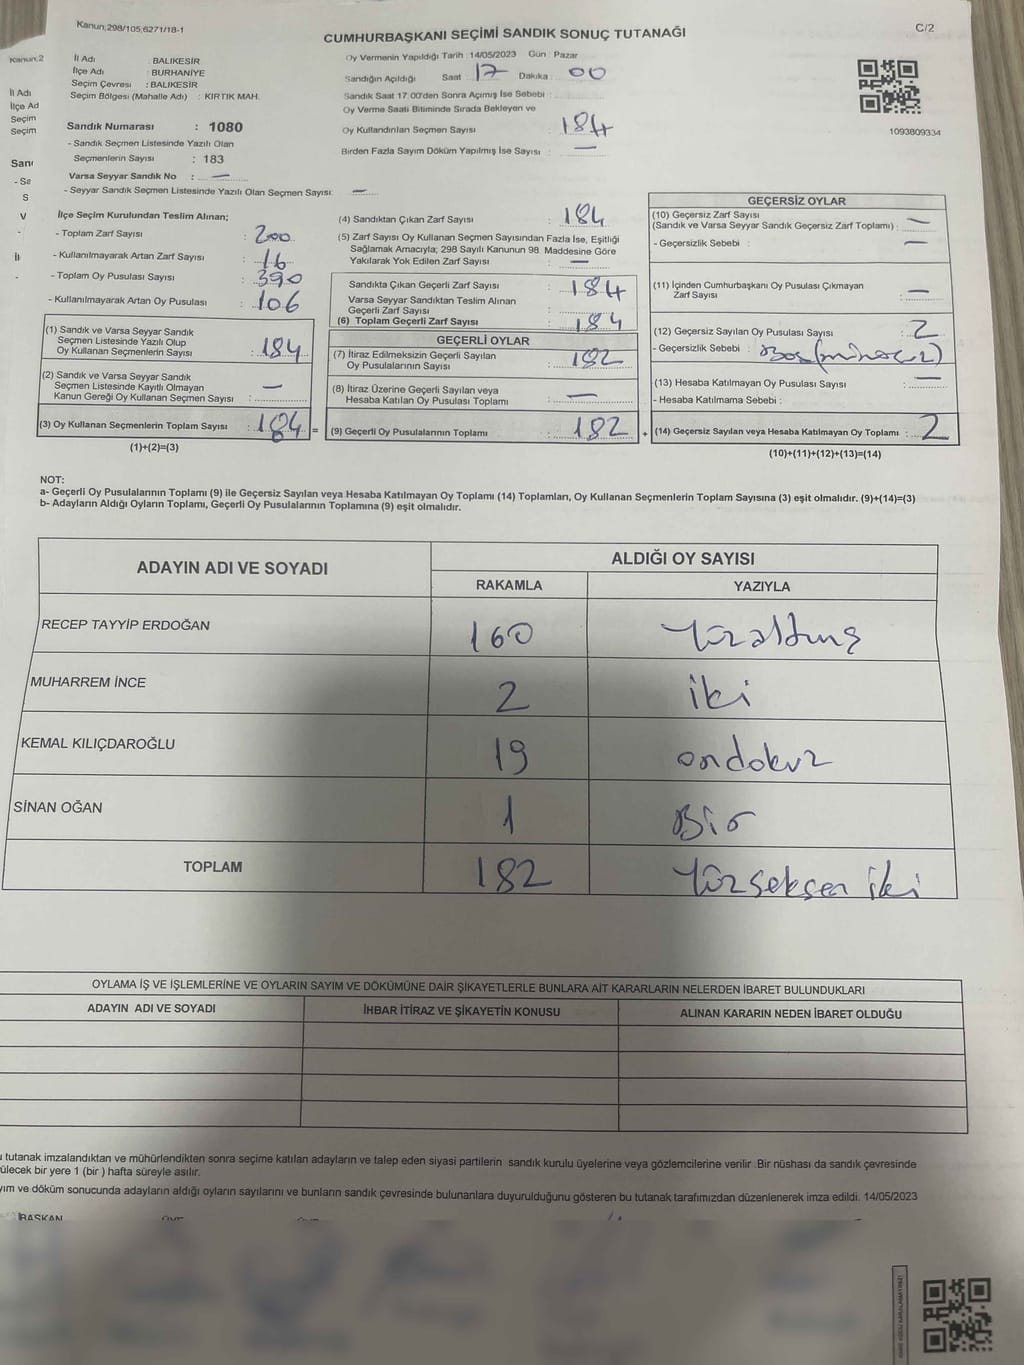 Kanun;298/105,6271/18-1
CUMHURBAŞKANI SEÇİMİ SANDIK SONUÇ TUTANAĞI
C/2
Kanun;2
İl Adı
İlçe Ad
Seçim
Seçim
İl Adı : BALIKESİR
İlçe Adı : BURHANİYE
Seçim Çevresi : BALIKESİR
Seçim Bölgesi (Mahalle Adı) : KIRTIK MAH.
Sandık Numarası : 1080
- Sandık Seçmen Listesinde Yazılı Olan
Seçmenlerin Sayısı : 183
Varsa Seyyar Sandık No : —
- Seyyar Sandık Seçmen Listesinde Yazılı Olan Seçmen Sayısı: —
Oy Vermenin Yapıldığı Tarih :14/05/2023 Gün : Pazar
Sandığın Açıldığı Saat : 17 Dakika : 00
Sandık Saat 17:00'den Sonra Açımış İse Sebebi :
Oy Verme Saati Bitiminde Sırada Bekleyen ve
Oy Kullandırılan Seçmen Sayısı : 184
Birden Fazla Sayım Döküm Yapılmış İse Sayısı : —
1093809334
İlçe Seçim Kurulundan Teslim Alınan;
- Toplam Zarf Sayısı : 200
- Kullanılmayarak Artan Zarf Sayısı : 16
- Toplam Oy Pusulası Sayısı : 390
- Kullanılmayarak Artan Oy Pusulası : 106
(1) Sandık ve Varsa Seyyar Sandık
Seçmen Listesinde Yazılı Olup
Oy Kullanan Seçmenlerin Sayısı : 184
(2) Sandık ve Varsa Seyyar Sandık
Seçmen Listesinde Kayıtlı Olmayan
Kanun Gereği Oy Kullanan Seçmen Sayısı : —
(3) Oy Kullanan Seçmenlerin Toplam Sayısı : 184 =
(1)+(2)=(3)
(4) Sandıktan Çıkan Zarf Sayısı : 184
(5) Zarf Sayısı Oy Kullanan Seçmen Sayısından Fazla İse, Eşitliği
Sağlamak Amacıyla; 298 Sayılı Kanunun 98. Maddesine Göre
Yakılarak Yok Edilen Zarf Sayısı : —
Sandıkta Çıkan Geçerli Zarf Sayısı : 184
Varsa Seyyar Sandıktan Teslim Alınan
Geçerli Zarf Sayısı :
(6) Toplam Geçerli Zarf Sayısı : 184
GEÇERLİ OYLAR
(7) İtiraz Edilmeksizin Geçerli Sayılan
Oy Pusulalarının Sayısı : 182
(8) İtiraz Üzerine Geçerli Sayılan veya
Hesaba Katılan Oy Pusulası Toplamı : —
(9) Geçerli Oy Pusulalarının Toplamı : 182 +
GEÇERSİZ OYLAR
(10) Geçersiz Zarf Sayısı
(Sandık ve Varsa Seyyar Sandık Geçersiz Zarf Toplamı) : —
- Geçersizlik Sebebi : —
(11) İçinden Cumhurbaşkanı Oy Pusulası Çıkmayan
Zarf Sayısı : —
(12) Geçersiz Sayılan Oy Pusulası Sayısı : 2
- Geçersizlik Sebebi : Boş
(13) Hesaba Katılmayan Oy Pusulası Sayısı : —
- Hesaba Katılmama Sebebi :
(14) Geçersiz Sayılan veya Hesaba Katılmayan Oy Toplamı : 2
(10)+(11)+(12)+(13)=(14)
NOT:
a- Geçerli Oy Pusulalarının Toplamı (9) ile Geçersiz Sayılan veya Hesaba Katılmayan Oy Toplamı (14) Toplamları, Oy Kullanan Seçmenlerin Toplam Sayısına (3) eşit olmalıdır. (9)+(14)=(3)
b- Adayların Aldığı Oyların Toplamı, Geçerli Oy Pusulalarının Toplamına (9) eşit olmalıdır.
ADAYIN ADI VE SOYADI ALDIĞI OY SAYISI
RAKAMLA YAZIYLA
RECEP TAYYİP ERDOĞAN 160 Yüzaltmış
MUHARREM İNCE 2 iki
KEMAL KILIÇDAROĞLU 19 ondokuz
SİNAN OĞAN 1 Bir
TOPLAM 182 Yüzseksen iki
OYLAMA İŞ VE İŞLEMLERİNE VE OYLARIN SAYIM VE DÖKÜMÜNE DAİR ŞİKAYETLERLE BUNLARA AİT KARARLARIN NELERDEN İBARET BULUNDUKLARI
ADAYIN ADI VE SOYADI İHBAR İTİRAZ VE ŞİKAYETİN KONUSU ALINAN KARARIN NEDEN İBARET OLDUĞU
tutanak imzalandıktan ve mühürlendikten sonra seçime katılan adayların ve talep eden siyasi partilerin sandık kurulu üyelerine veya gözlemcilerine verilir. Bir nüshası da sandık çevresinde
ülecek bir yere 1 (bir) hafta süreyle asılır.
yım ve döküm sonucunda adayların aldığı oyların sayılarını ve bunların sandık çevresinde bulunanlara duyurulduğunu gösteren bu tutanak tarafımızdan düzenlenerek imza edildi. 14/05/2023
BAŞKAN ÜYE ÜYE